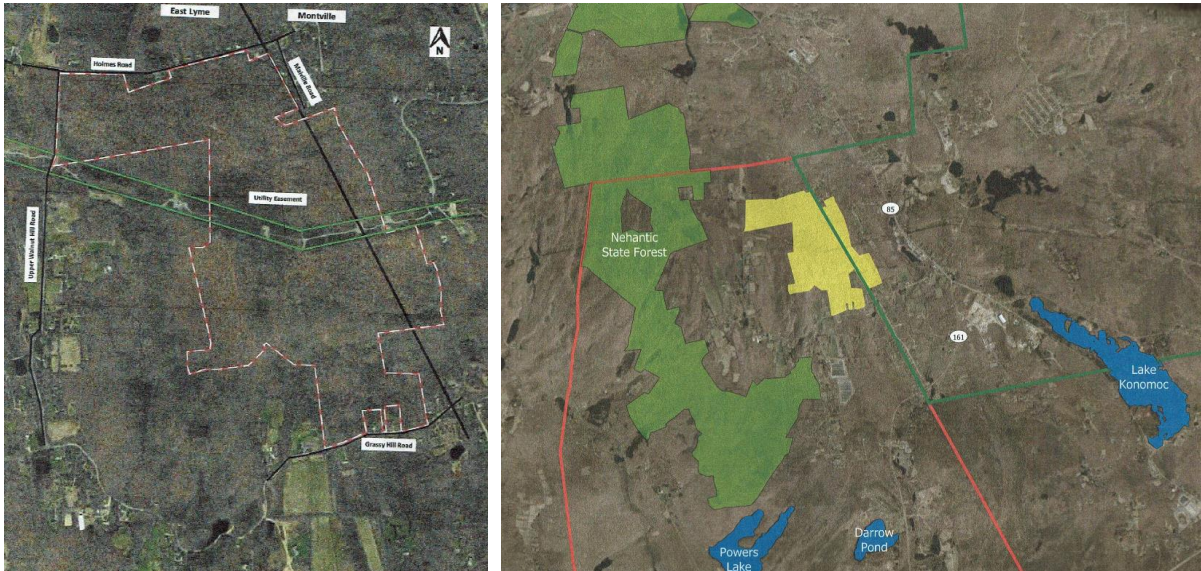 East Lyme
Montville
N
Holmes Road
Malville Road
Utility Easement
Upper Walnut Hill Road
Grassy Hill Road
Nehantic
State Forest
85
161
Lake
Konomoc
Powers
Lake
Darrow
Pond